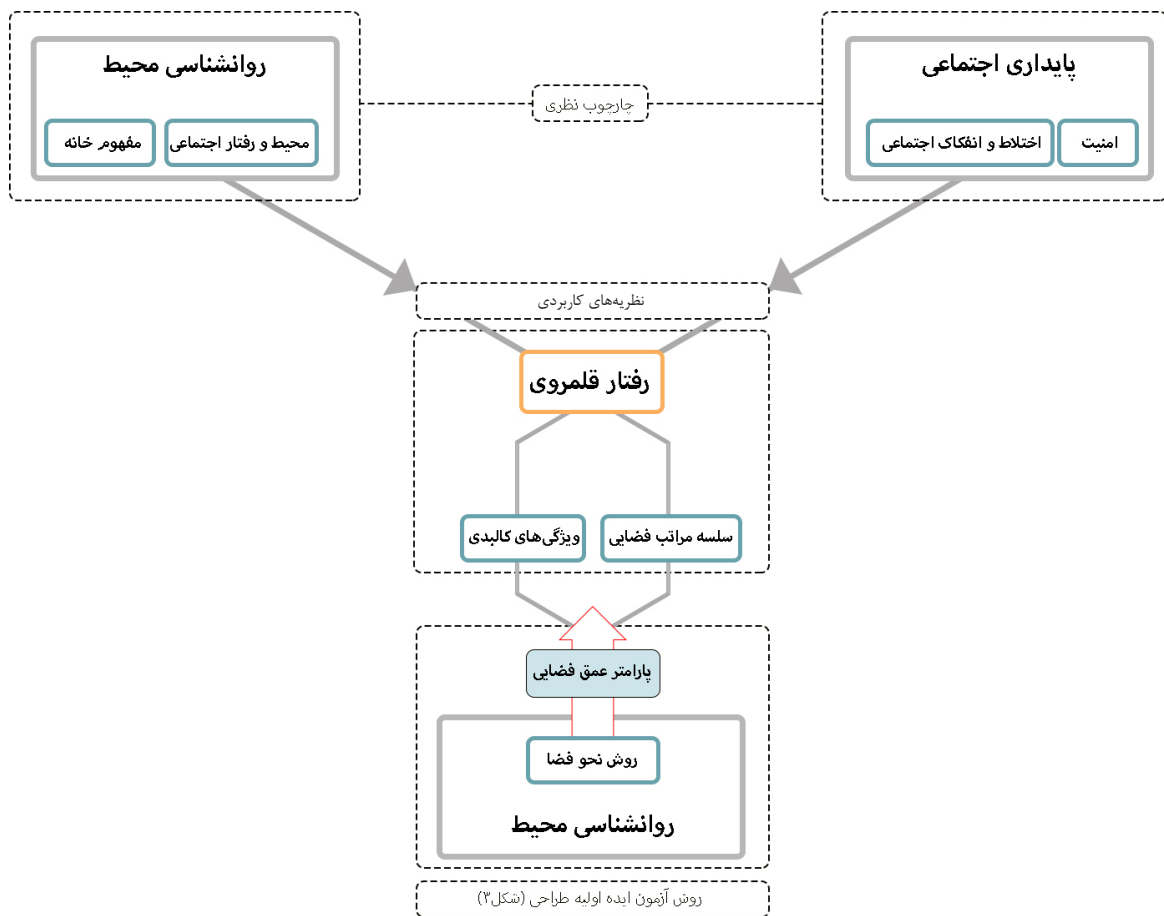 پایداری اجتماعی
امنیت
اختلاط و انفکاک اجتماعی
چارچوب نظری
روانشناسی محیط
محیط و رفتار اجتماعی
مفهوم خانه
نظریه‌های کاربردی
رفتار قلمروی
سلسه مراتب فضایی
ویژگی‌های کالبدی
پارامتر عمق فضایی
روش نحو فضا
روانشناسی محیط
روش آزمون ایده اولیه طراحی (شکل۳)